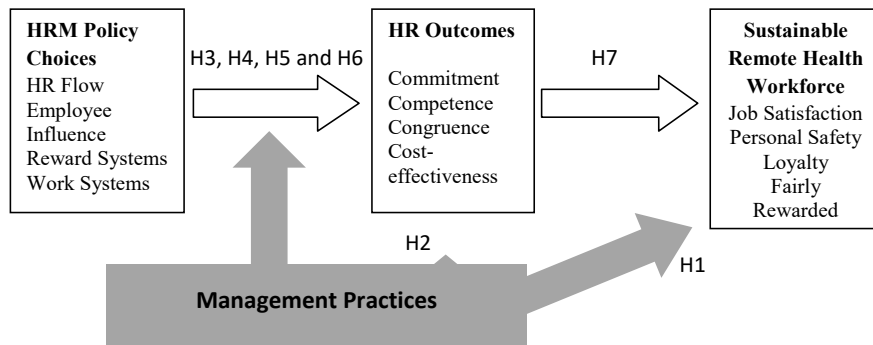 HRM Policy
Choices
HR Flow
Employee
Influence
Reward Systems
Work Systems
H3, H4, H5 and H6
HR Outcomes
Commitment
Competence
Congruence
Cost-
effectiveness
H7
Sustainable
Remote Health
Workforce
Job Satisfaction
Personal Safety
Loyalty
Fairly
Rewarded
H2
H1
Management Practices